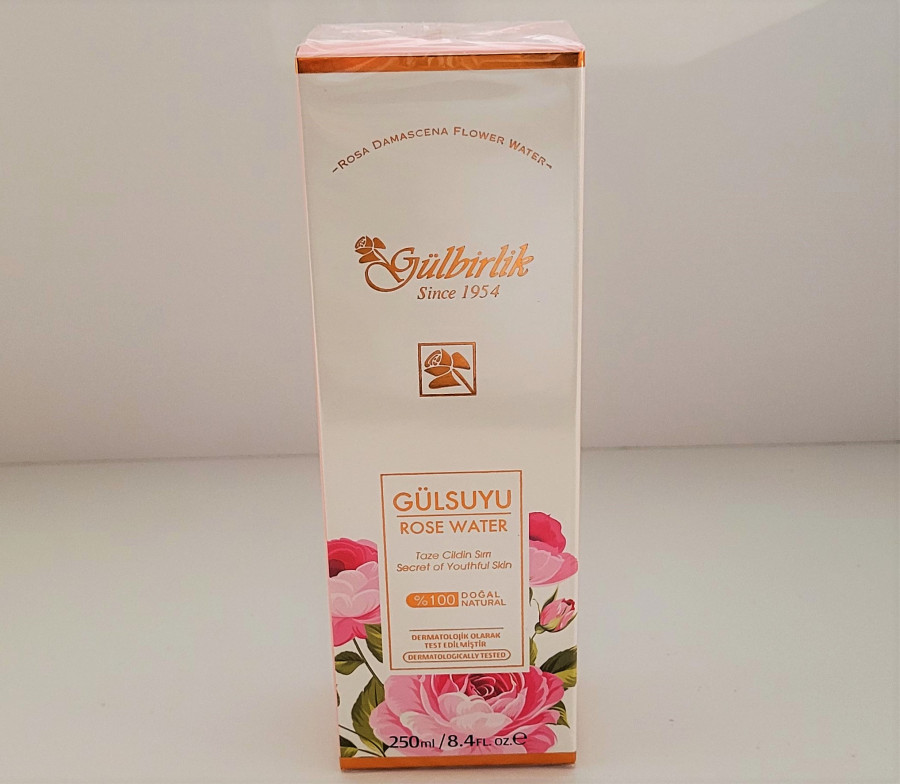 -ROSA DAMASCENA FLOWER WATER-
Gülbirlik
Since 1954
GÜLSUYU
ROSE WATER
Taze Cildin Sırrı
Secret of Youthful Skin
%100 DOĞAL
NATURAL
DERMATOLOJİK OLARAK
TEST EDİLMİŞTİR
DERMATOLOGICALLY TESTED
250ml / 8.4FL. OZ.℮